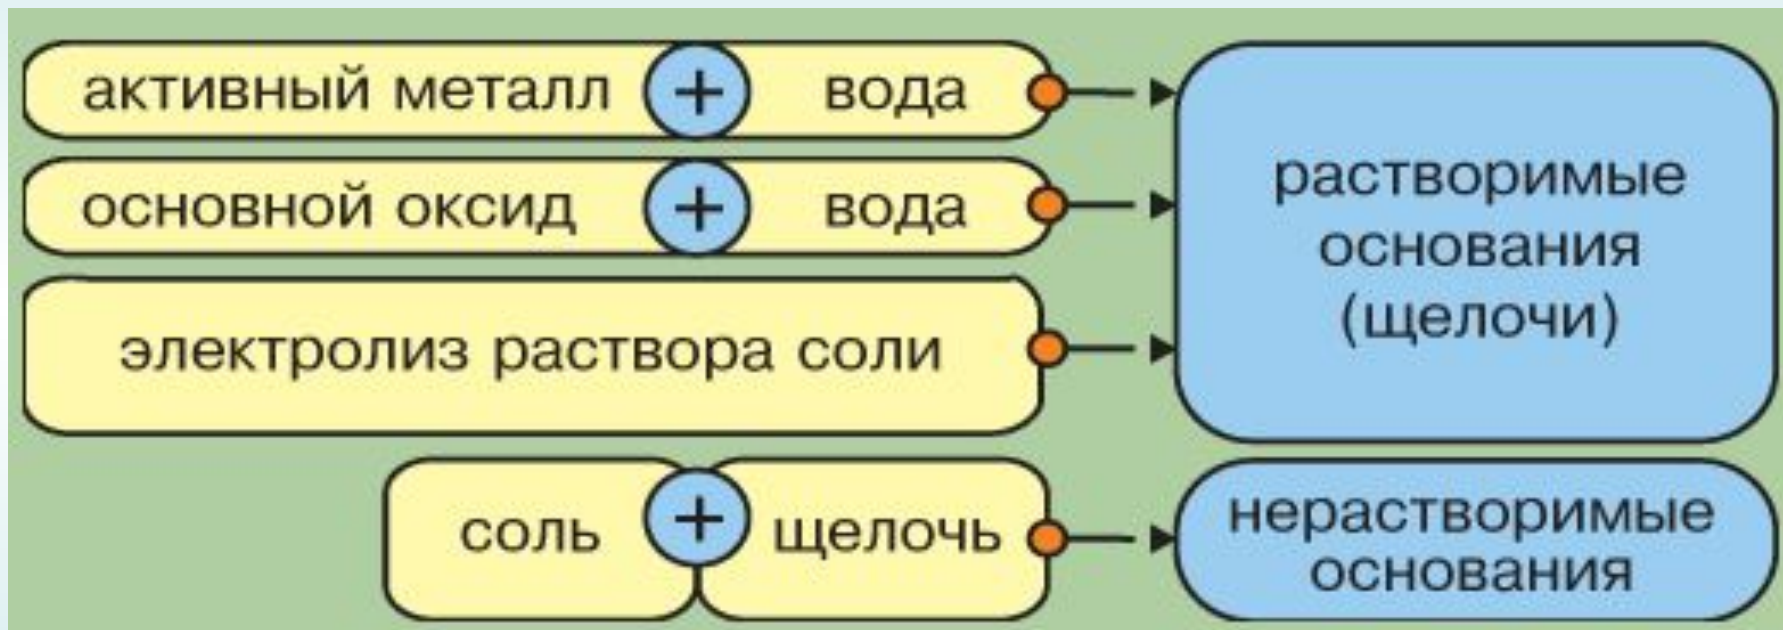 активный металл + вода
основной оксид + вода
электролиз раствора соли
растворимые
основания
(щелочи)
соль + щелочь
нерастворимые
основания